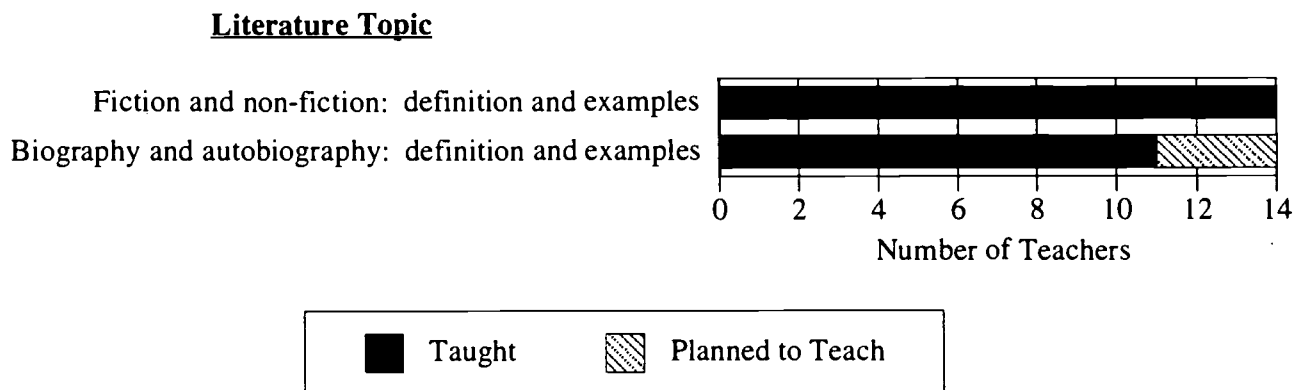 Literature Topic
Fiction and non-fiction: definition and examples
Biography and autobiography: definition and examples
0 2 4 6 8 10 12 14
Number of Teachers
Taught Planned to Teach